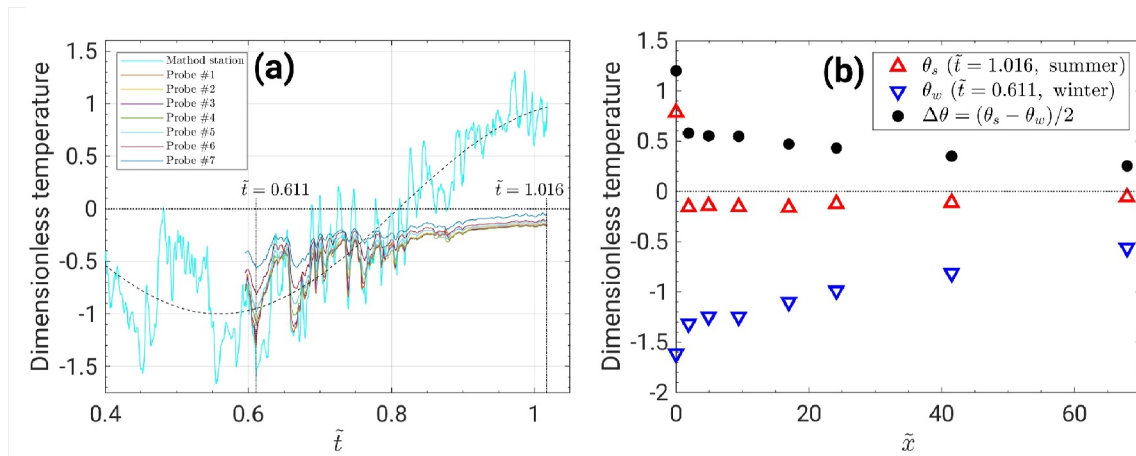 (a)
Dimensionless temperature
1.5
1
0.5
0
-0.5
-1
-1.5
Mathod station
Probe #1
Probe #2
Probe #3
Probe #4
Probe #5
Probe #6
Probe #7
t̃ = 0.611
t̃ = 1.016
0.4
0.6
0.8
1
t̃
(b)
Dimensionless temperature
1.5
1
0.5
0
-0.5
-1
-1.5
-2
θₛ (t̃ = 1.016, summer)
θ_w (t̃ = 0.611, winter)
Δθ = (θₛ − θ_w)/2
0
20
40
60
x̃